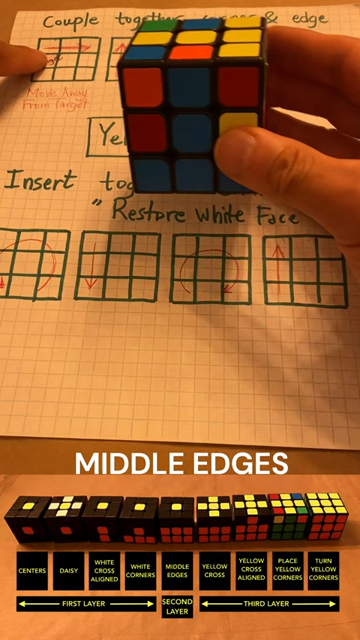 Couple together corner & edge
Move Away
From Target
Insert
"Restore White Face
MIDDLE EDGES
CENTERS
DAISY
WHITE
CROSS
ALIGNED
WHITE
CORNERS
MIDDLE
EDGES
YELLOW
CROSS
YELLOW
CROSS
ALIGNED
PLACE
YELLOW
CORNERS
TURN
YELLOW
CORNERS
FIRST LAYER
SECOND
LAYER
THIRD LAYER